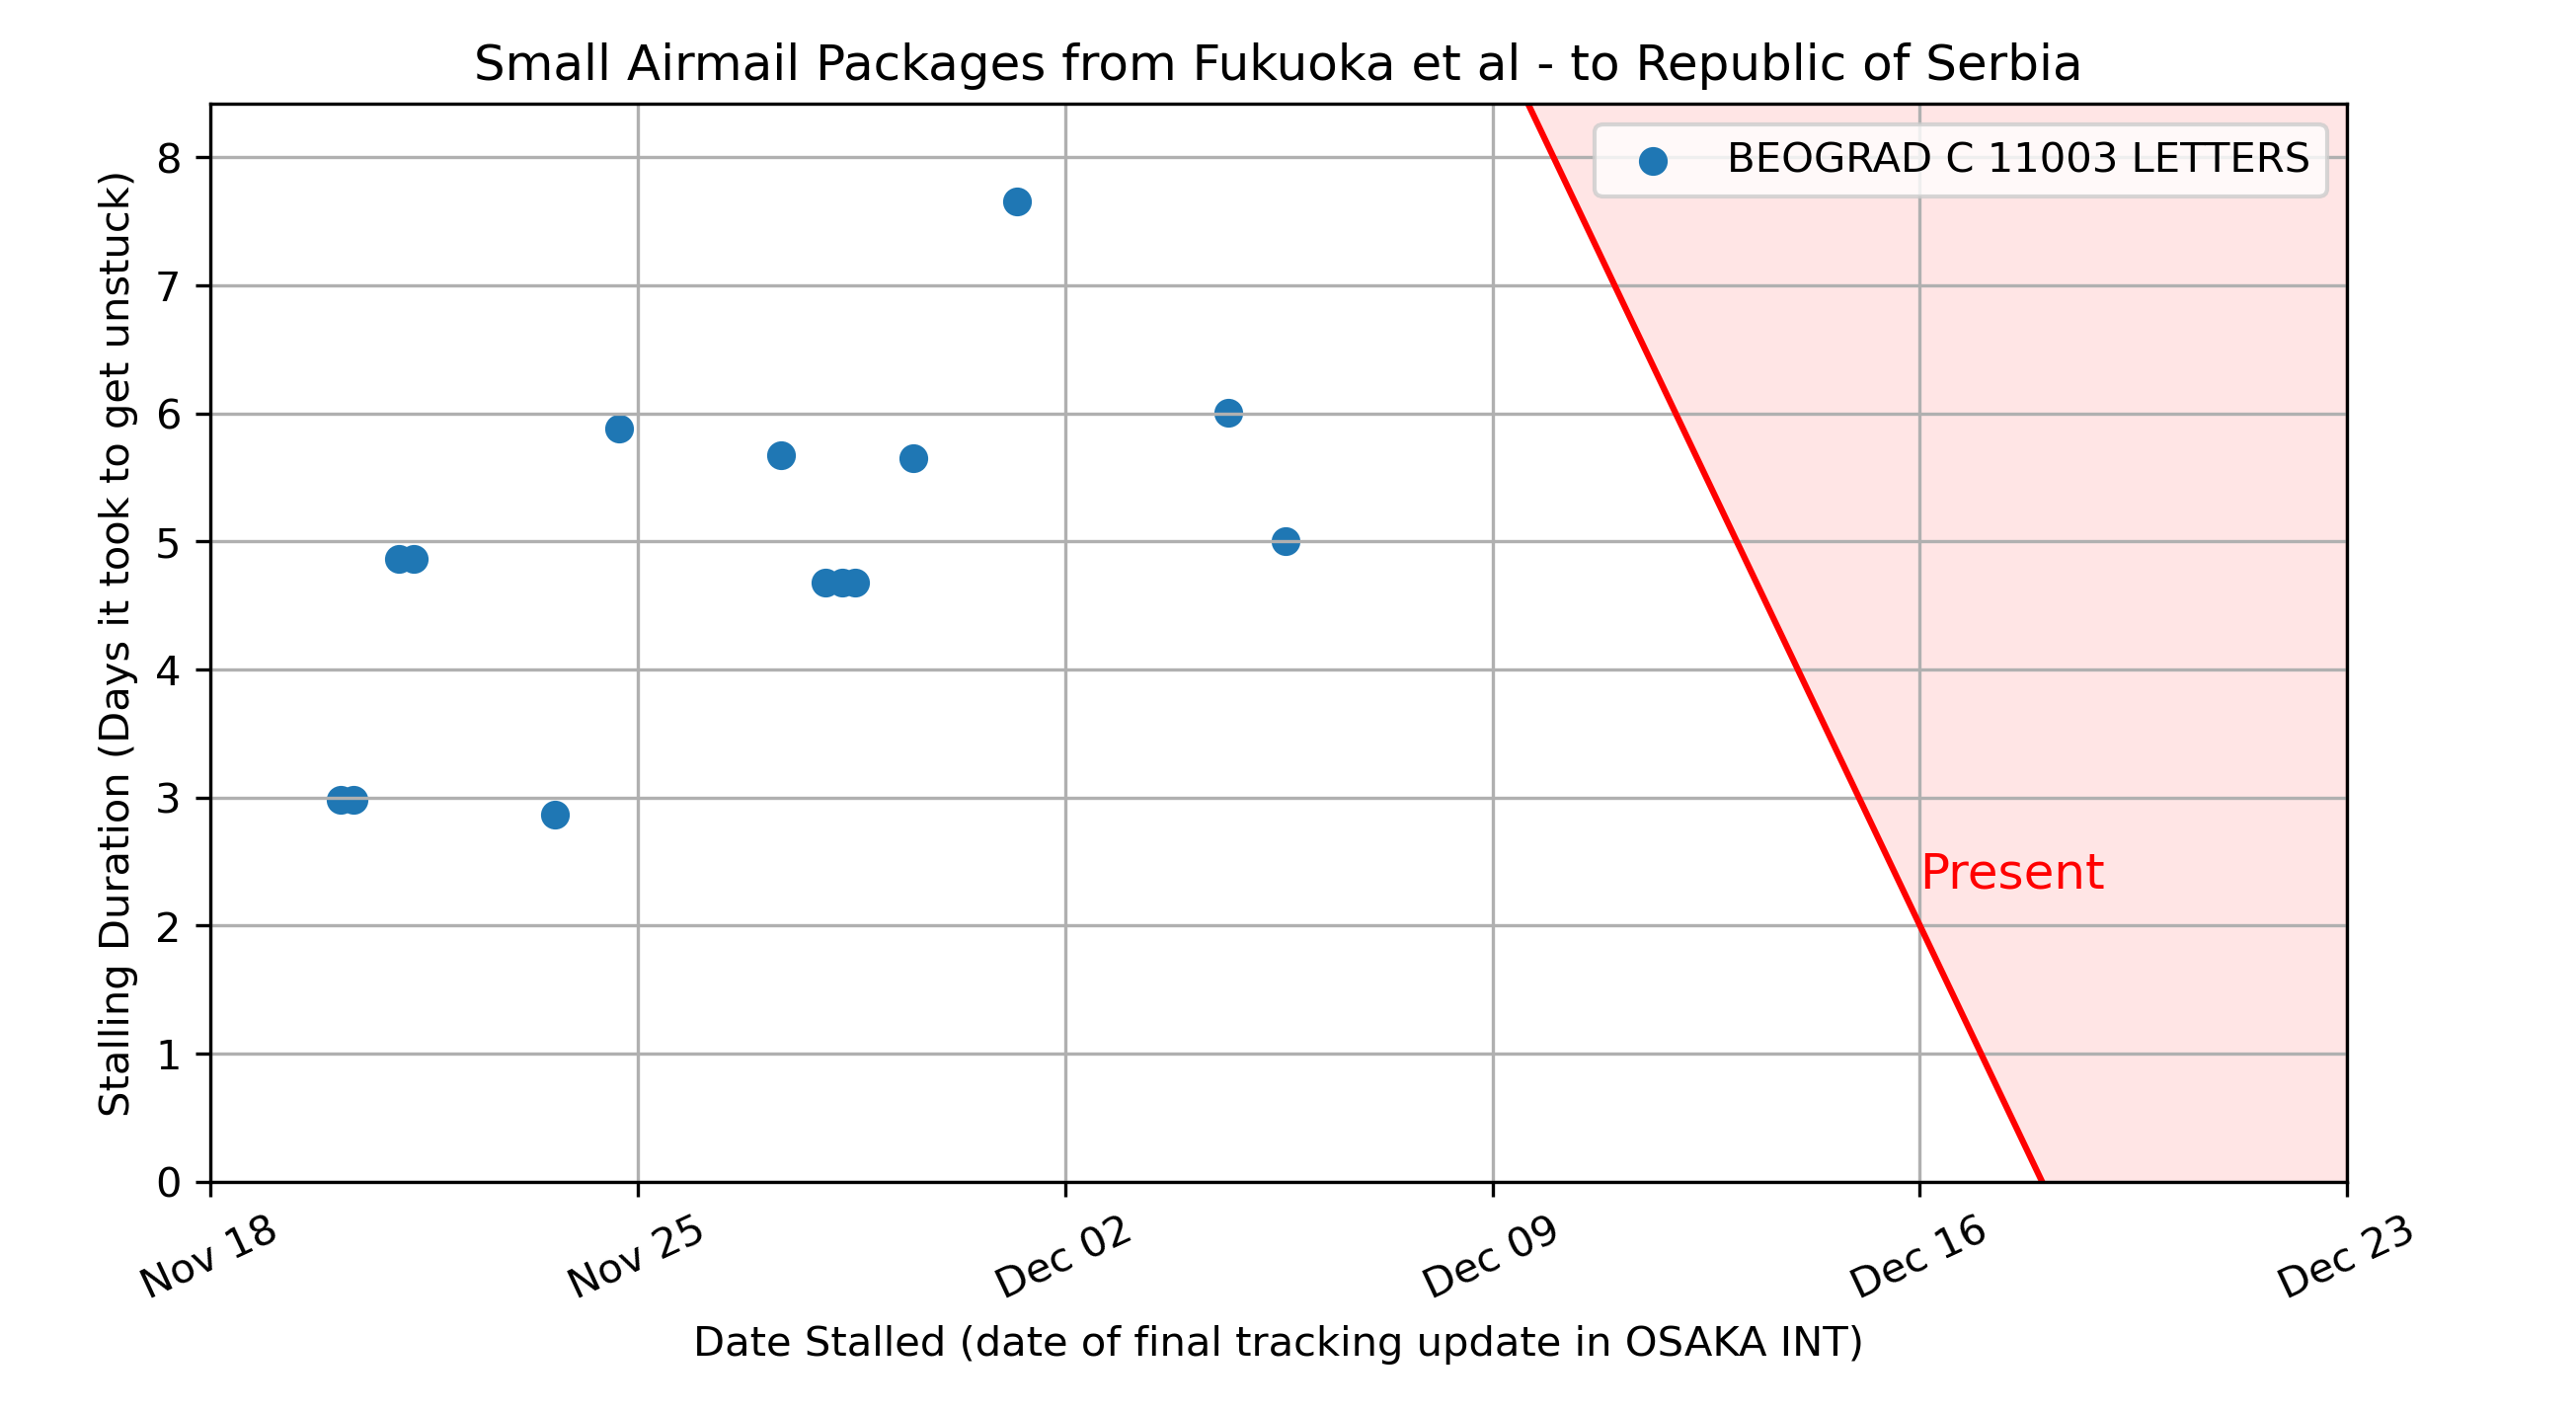 Small Airmail Packages from Fukuoka et al - to Republic of Serbia
BEOGRAD C 11003 LETTERS
Stalling Duration (Days it took to get unstuck)
8
7
6
5
4
3
2
1
0
Present
Nov 18
Nov 25
Dec 02
Dec 09
Dec 16
Dec 23
Date Stalled (date of final tracking update in OSAKA INT)